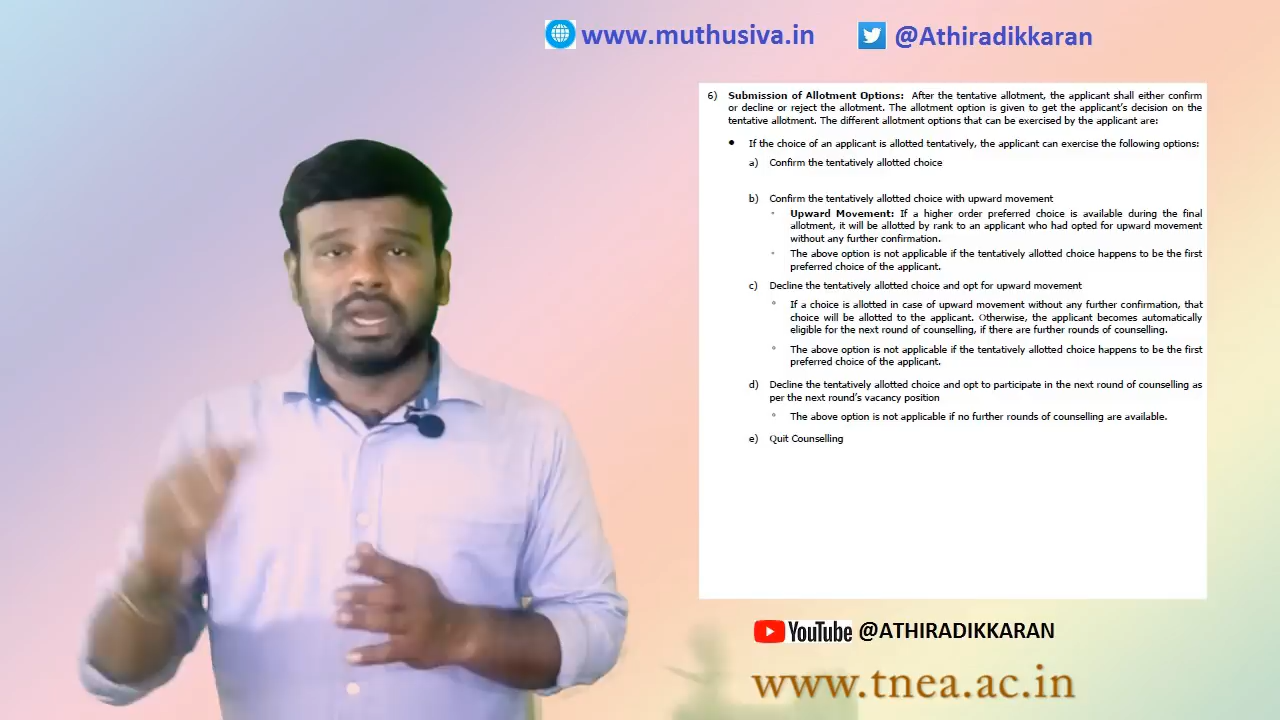 www.muthusiva.in @Athiradikkaran
6) Submission of Allotment Options: After the tentative allotment, the applicant shall either confirm
or decline or reject the allotment. The allotment option is given to get the applicant's decision on the
tentative allotment. The different allotment options that can be exercised by the applicant are:
• If the choice of an applicant is allotted tentatively, the applicant can exercise the following options:
a) Confirm the tentatively allotted choice
b) Confirm the tentatively allotted choice with upward movement
◦ Upward Movement: If a higher order preferred choice is available during the final
allotment, it will be allotted by rank to an applicant who had opted for upward movement
without any further confirmation.
◦ The above option is not applicable if the tentatively allotted choice happens to be the first
preferred choice of the applicant.
c) Decline the tentatively allotted choice and opt for upward movement
◦ If a choice is allotted in case of upward movement without any further confirmation, that
choice will be allotted to the applicant. Otherwise, the applicant becomes automatically
eligible for the next round of counselling, if there are further rounds of counselling.
◦ The above option is not applicable if the tentatively allotted choice happens to be the first
preferred choice of the applicant.
d) Decline the tentatively allotted choice and opt to participate in the next round of counselling as
per the next round's vacancy position
◦ The above option is not applicable if no further rounds of counselling are available.
e) Quit Counselling
YouTube @ATHIRADIKKARAN
www.tnea.ac.in